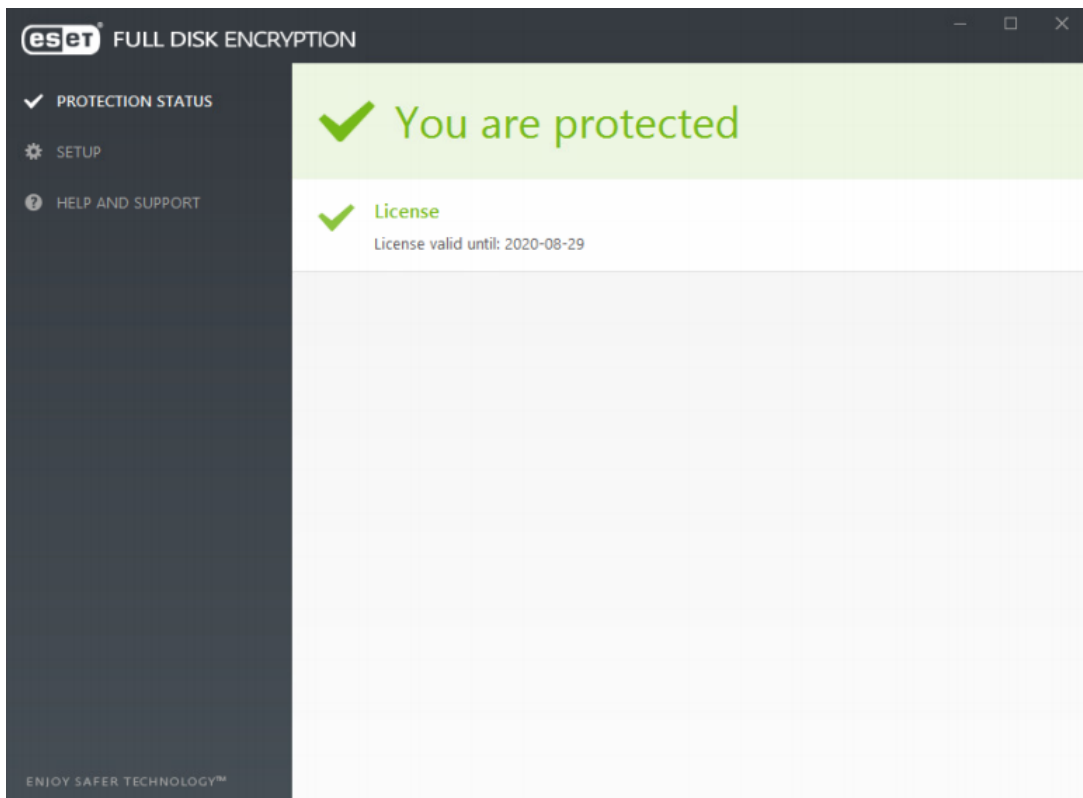 eset FULL DISK ENCRYPTION
PROTECTION STATUS
SETUP
HELP AND SUPPORT
You are protected
License
License valid until: 2020-08-29
ENJOY SAFER TECHNOLOGY™